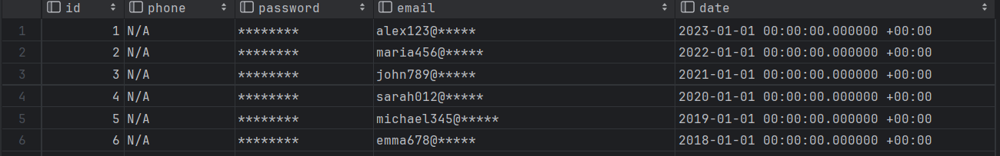 id phone password email date
1 1 N/A ******** alex123@***** 2023-01-01 00:00:00.000000 +00:00
2 2 N/A ******** maria456@***** 2022-01-01 00:00:00.000000 +00:00
3 3 N/A ******** john789@***** 2021-01-01 00:00:00.000000 +00:00
4 4 N/A ******** sarah012@***** 2020-01-01 00:00:00.000000 +00:00
5 5 N/A ******** michael345@***** 2019-01-01 00:00:00.000000 +00:00
6 6 N/A ******** emma678@***** 2018-01-01 00:00:00.000000 +00:00